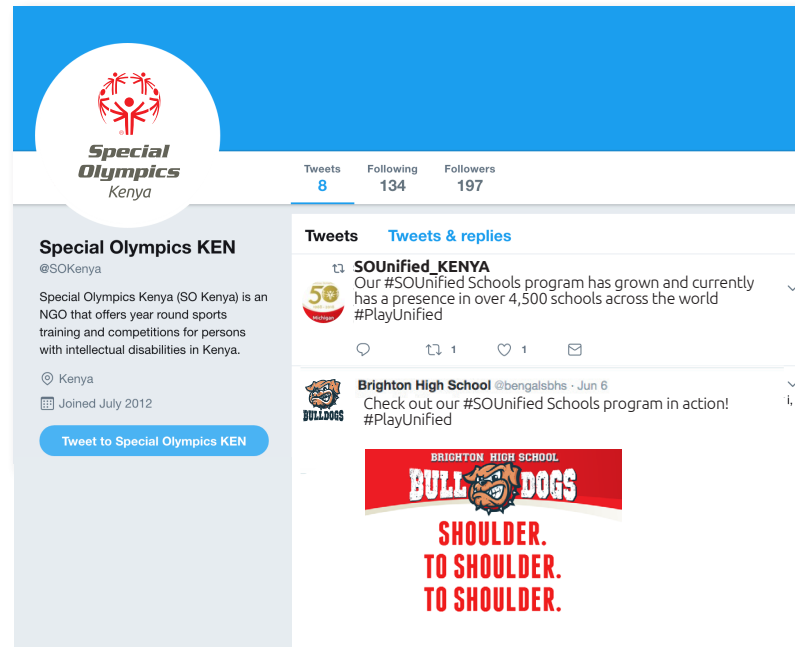 Special
Olympics
Kenya
Tweets Following Followers
8 134 197
Special Olympics KEN
@SOKenya
Special Olympics Kenya (SO Kenya) is an
NGO that offers year round sports
training and competitions for persons
with intellectual disabilities in Kenya.
Kenya
Joined July 2012
Tweet to Special Olympics KEN
Tweets Tweets & replies
SOUnified_KENYA
Our #SOUnified Schools program has grown and currently
has a presence in over 4,500 schools across the world
#PlayUnified
50
Michigan
1 1
Brighton High School @bengalsbhs · Jun 6
i,
Check out our #SOUnified Schools program in action!
#PlayUnified
BULLDOGS
BRIGHTON HIGH SCHOOL
BULL DOGS
SHOULDER.
TO SHOULDER.
TO SHOULDER.